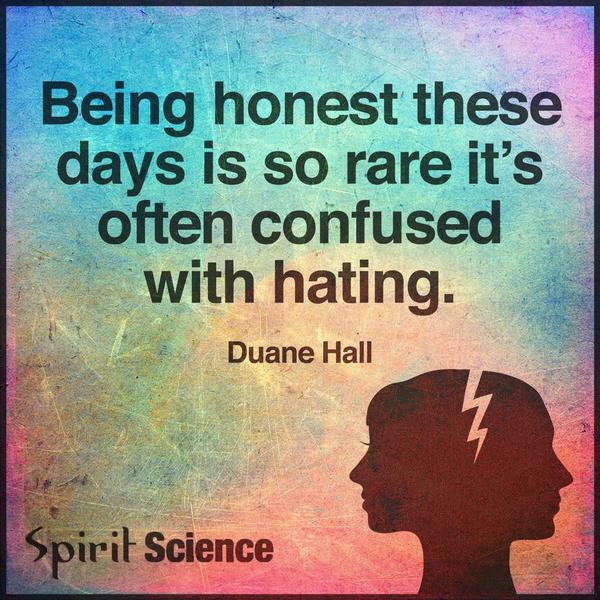 Being honest these
days is so rare it's
often confused
with hating.
Duane Hall
Spirit Science